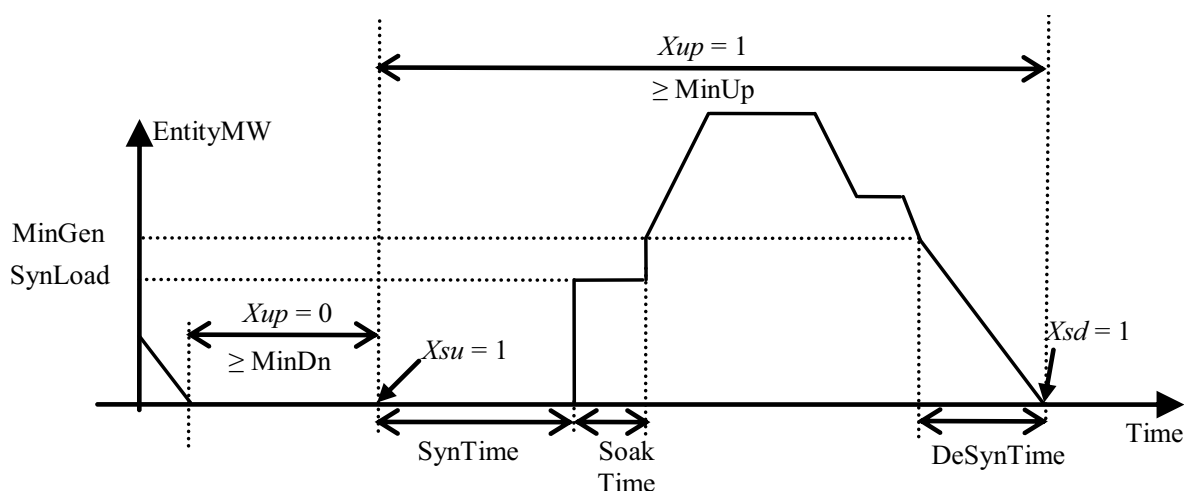 Xup = 1
≥ MinUp
EntityMW
MinGen
SynLoad
Xup = 0
≥ MinDn
Xsu = 1
Xsd = 1
SynTime
Soak
Time
DeSynTime
Time